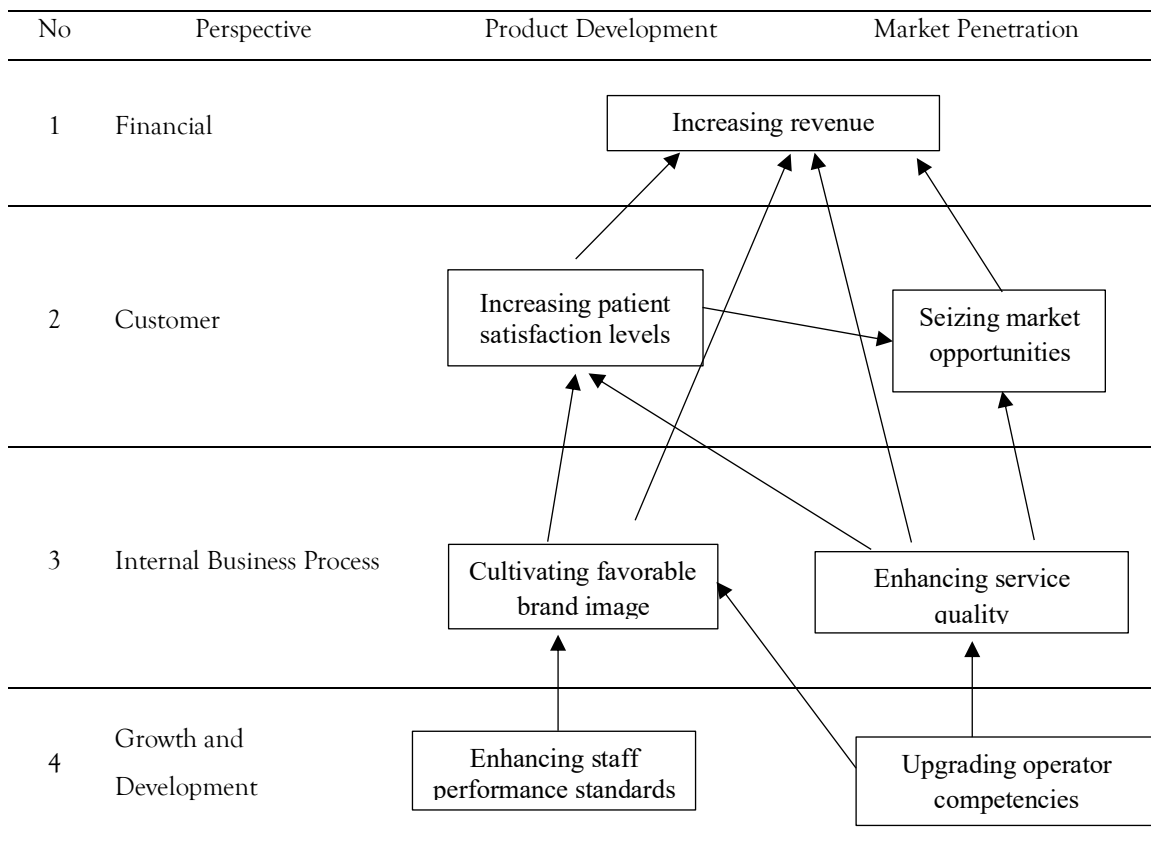 No Perspective Product Development Market Penetration
1 Financial
Increasing revenue
2 Customer
Increasing patient
satisfaction levels
Seizing market
opportunities
3 Internal Business Process
Cultivating favorable
brand image
Enhancing service
quality
4 Growth and
Development
Enhancing staff
performance standards
Upgrading operator
competencies